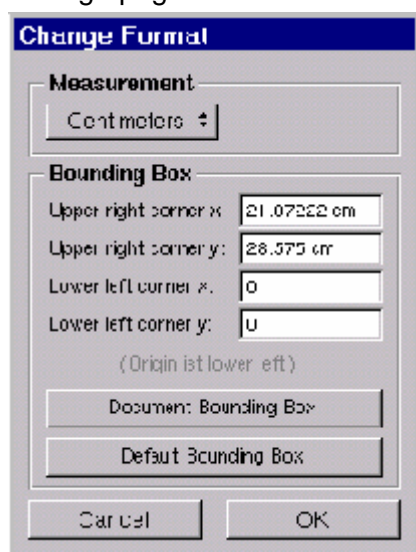 Change Format
Measurement
Centimeters
Bounding Box
Upper right corner x: 21.07222 cm
Upper right corner y: 28.575 cm
Lower left corner x: 0
Lower left corner y: 0
(Origin ist lower left)
Document Bounding Box
Default Bounding Box
Cancel OK